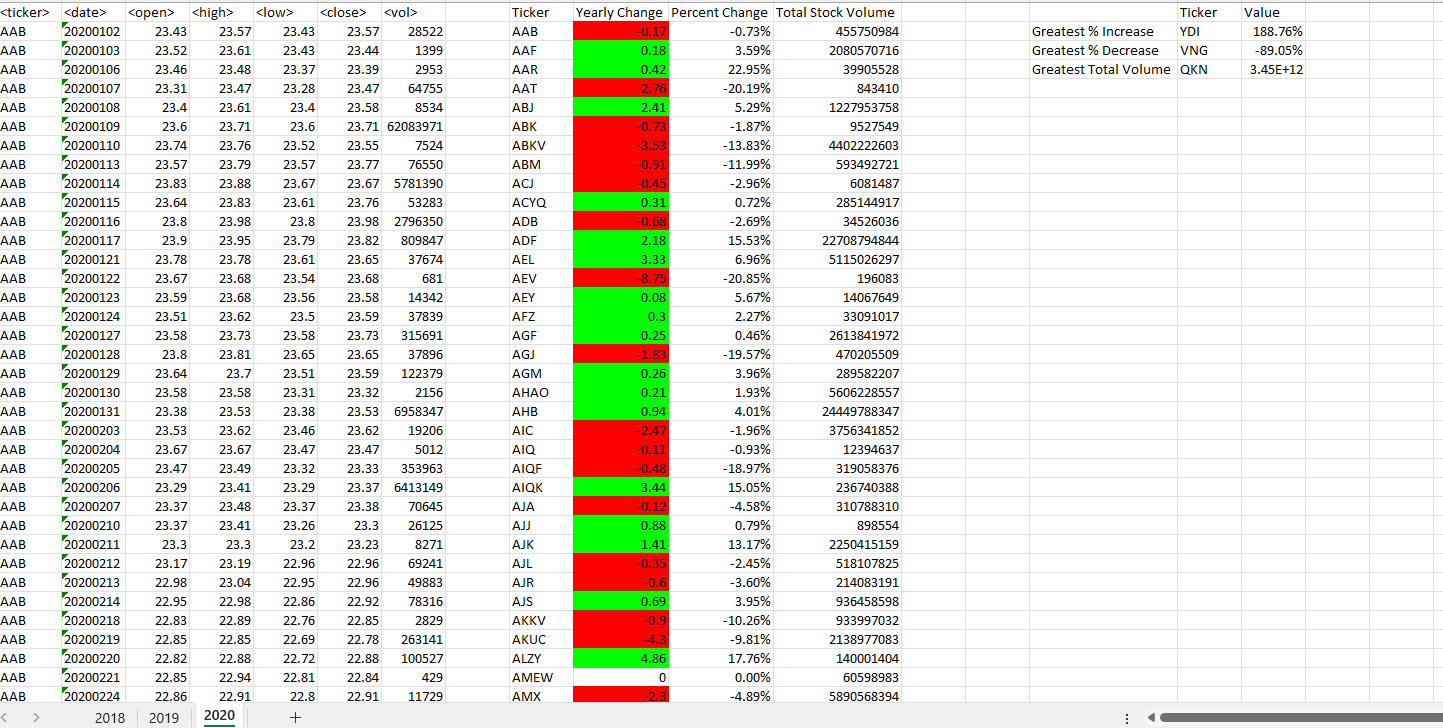 <ticker> <date> <open> <high> <low> <close> <vol> Ticker Yearly Change Percent Change Total Stock Volume Ticker Value
AAB 20200102 23.43 23.57 23.43 23.57 28522 AAB -0.17 -0.73% 455750984 Greatest % Increase YDI 188.76%
AAB 20200103 23.52 23.61 23.43 23.44 1399 AAF 0.18 3.59% 2080570716 Greatest % Decrease VNG -89.05%
AAB 20200106 23.46 23.48 23.37 23.39 2953 AAR 0.42 22.95% 39905528 Greatest Total Volume QKN 3.45E+12
AAB 20200107 23.31 23.47 23.28 23.47 64755 AAT -2.76 -20.19% 843410
AAB 20200108 23.4 23.61 23.4 23.58 8534 ABJ 2.41 5.29% 1227953758
AAB 20200109 23.6 23.71 23.6 23.71 62083971 ABK -0.73 -1.87% 9527549
AAB 20200110 23.74 23.76 23.52 23.55 7524 ABKV -3.53 -13.83% 4402222603
AAB 20200113 23.57 23.79 23.57 23.77 76550 ABM -0.91 -11.99% 593492721
AAB 20200114 23.83 23.88 23.67 23.67 5781390 ACJ -0.45 -2.96% 6081487
AAB 20200115 23.64 23.83 23.61 23.76 53283 ACYQ 0.31 0.72% 285144917
AAB 20200116 23.8 23.98 23.8 23.98 2796350 ADB -0.68 -2.69% 34526036
AAB 20200117 23.9 23.95 23.79 23.82 809847 ADF 2.18 15.53% 22708794844
AAB 20200121 23.78 23.78 23.61 23.65 37674 AEL 3.33 6.96% 5115026297
AAB 20200122 23.67 23.68 23.54 23.68 681 AEV -8.75 -20.85% 196083
AAB 20200123 23.59 23.68 23.56 23.58 14342 AEY 0.08 5.67% 14067649
AAB 20200124 23.51 23.62 23.5 23.59 37839 AFZ 0.3 2.27% 33091017
AAB 20200127 23.58 23.73 23.58 23.73 315691 AGF 0.25 0.46% 2613841972
AAB 20200128 23.8 23.81 23.65 23.65 37896 AGJ -1.83 -19.57% 470205509
AAB 20200129 23.64 23.7 23.51 23.59 122379 AGM 0.26 3.96% 289582207
AAB 20200130 23.58 23.58 23.31 23.32 2156 AHAO 0.21 1.93% 5606228557
AAB 20200131 23.38 23.53 23.38 23.53 6958347 AHB 0.94 4.01% 24449788347
AAB 20200203 23.53 23.62 23.46 23.62 19206 AIC -2.47 -1.96% 3756341852
AAB 20200204 23.67 23.67 23.47 23.47 5012 AIQ -0.11 -0.93% 12394637
AAB 20200205 23.47 23.49 23.32 23.33 353963 AIQF -0.48 -18.97% 319058376
AAB 20200206 23.29 23.41 23.29 23.37 6413149 AIQK 3.44 15.05% 236740388
AAB 20200207 23.37 23.48 23.37 23.38 70645 AJA -0.12 -4.58% 310788310
AAB 20200210 23.37 23.41 23.26 23.3 26125 AJJ 0.88 0.79% 898554
AAB 20200211 23.3 23.3 23.2 23.23 8271 AJK 1.41 13.17% 2250415159
AAB 20200212 23.17 23.19 22.96 22.96 69241 AJL -0.35 -2.45% 518107825
AAB 20200213 22.98 23.04 22.95 22.96 49883 AJR -0.6 -3.60% 214083191
AAB 20200214 22.95 22.98 22.86 22.92 78316 AJS 0.69 3.95% 936458598
AAB 20200218 22.83 22.89 22.76 22.85 2829 AKKV -0.9 -10.26% 933997032
AAB 20200219 22.85 22.85 22.69 22.78 263141 AKUC -4.3 -9.81% 2138977083
AAB 20200220 22.82 22.88 22.72 22.88 100527 ALZY 4.86 17.76% 140001404
AAB 20200221 22.85 22.94 22.81 22.84 429 AMEW 0 0.00% 60598983
AAB 20200224 22.86 22.91 22.8 22.91 11729 AMX -2.3 -4.89% 5890568394
2018 2019 2020